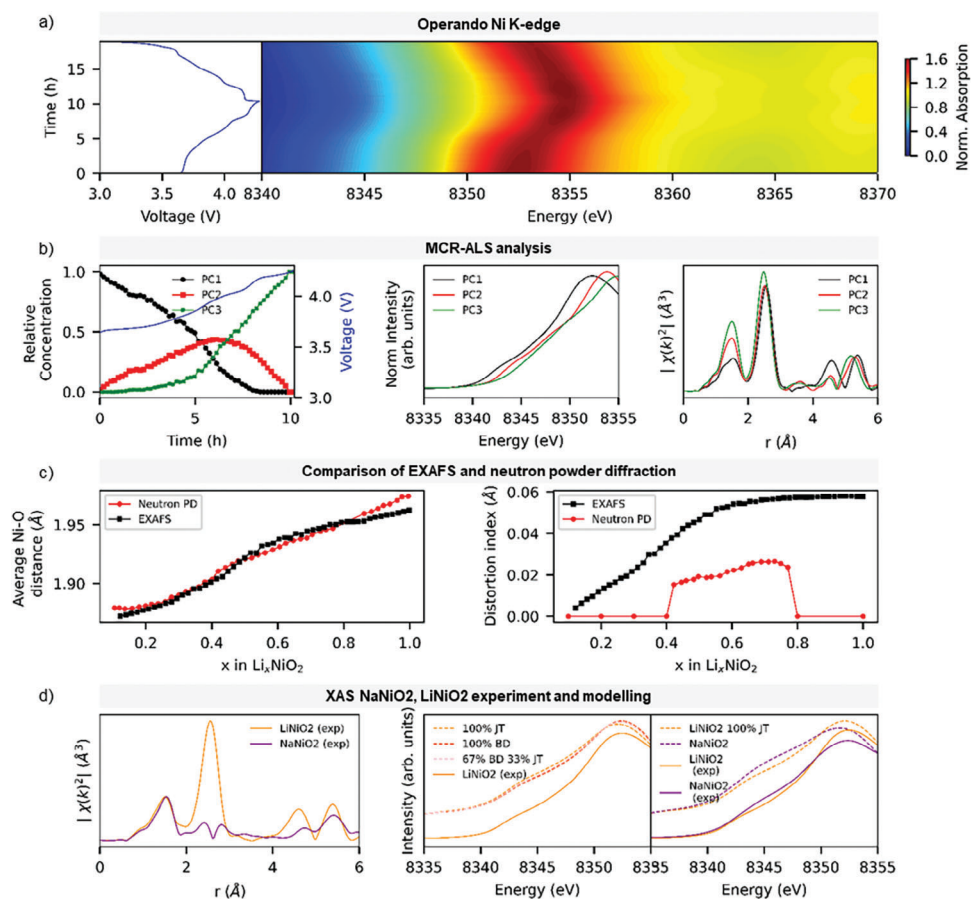 a)
Operando Ni K-edge
Time (h)
15
10
5
0
3.0
3.5
4.0
Voltage (V)
8340
8345
8350
8355
8360
8365
8370
Energy (eV)
1.6
1.2
0.8
0.4
0.0
Norm. Absorption
b)
MCR-ALS analysis
Relative
Concentration
1.0
0.5
0.0
PC1
PC2
PC3
4.0
3.5
3.0
Voltage (V)
0
5
10
Time (h)
Norm Intensity
(arb. units)
PC1
PC2
PC3
8335
8340
8345
8350
8355
Energy (eV)
| χ(k)² | (Å³)
PC1
PC2
PC3
0
2
4
6
r (Å)
c)
Comparison of EXAFS and neutron powder diffraction
Average Ni-O
distance (Å)
1.95
1.90
Neutron PD
EXAFS
0.2
0.4
0.6
0.8
1.0
x in LiₓNiO₂
Distortion index (Å)
0.06
0.04
0.02
0.00
EXAFS
Neutron PD
0.2
0.4
0.6
0.8
1.0
x in LiₓNiO₂
d)
XAS NaNiO2, LiNiO2 experiment and modelling
| χ(k)² | (Å³)
LiNiO2 (exp)
NaNiO2 (exp)
0
2
4
6
r (Å)
Intensity (arb. units)
100% JT
100% BD
67% BD 33% JT
LiNiO2 (exp)
8335
8340
8345
8350
Energy (eV)
LiNiO2 100% JT
NaNiO2
LiNiO2
(exp)
NaNiO2
(exp)
8340
8345
8350
8355
Energy (eV)